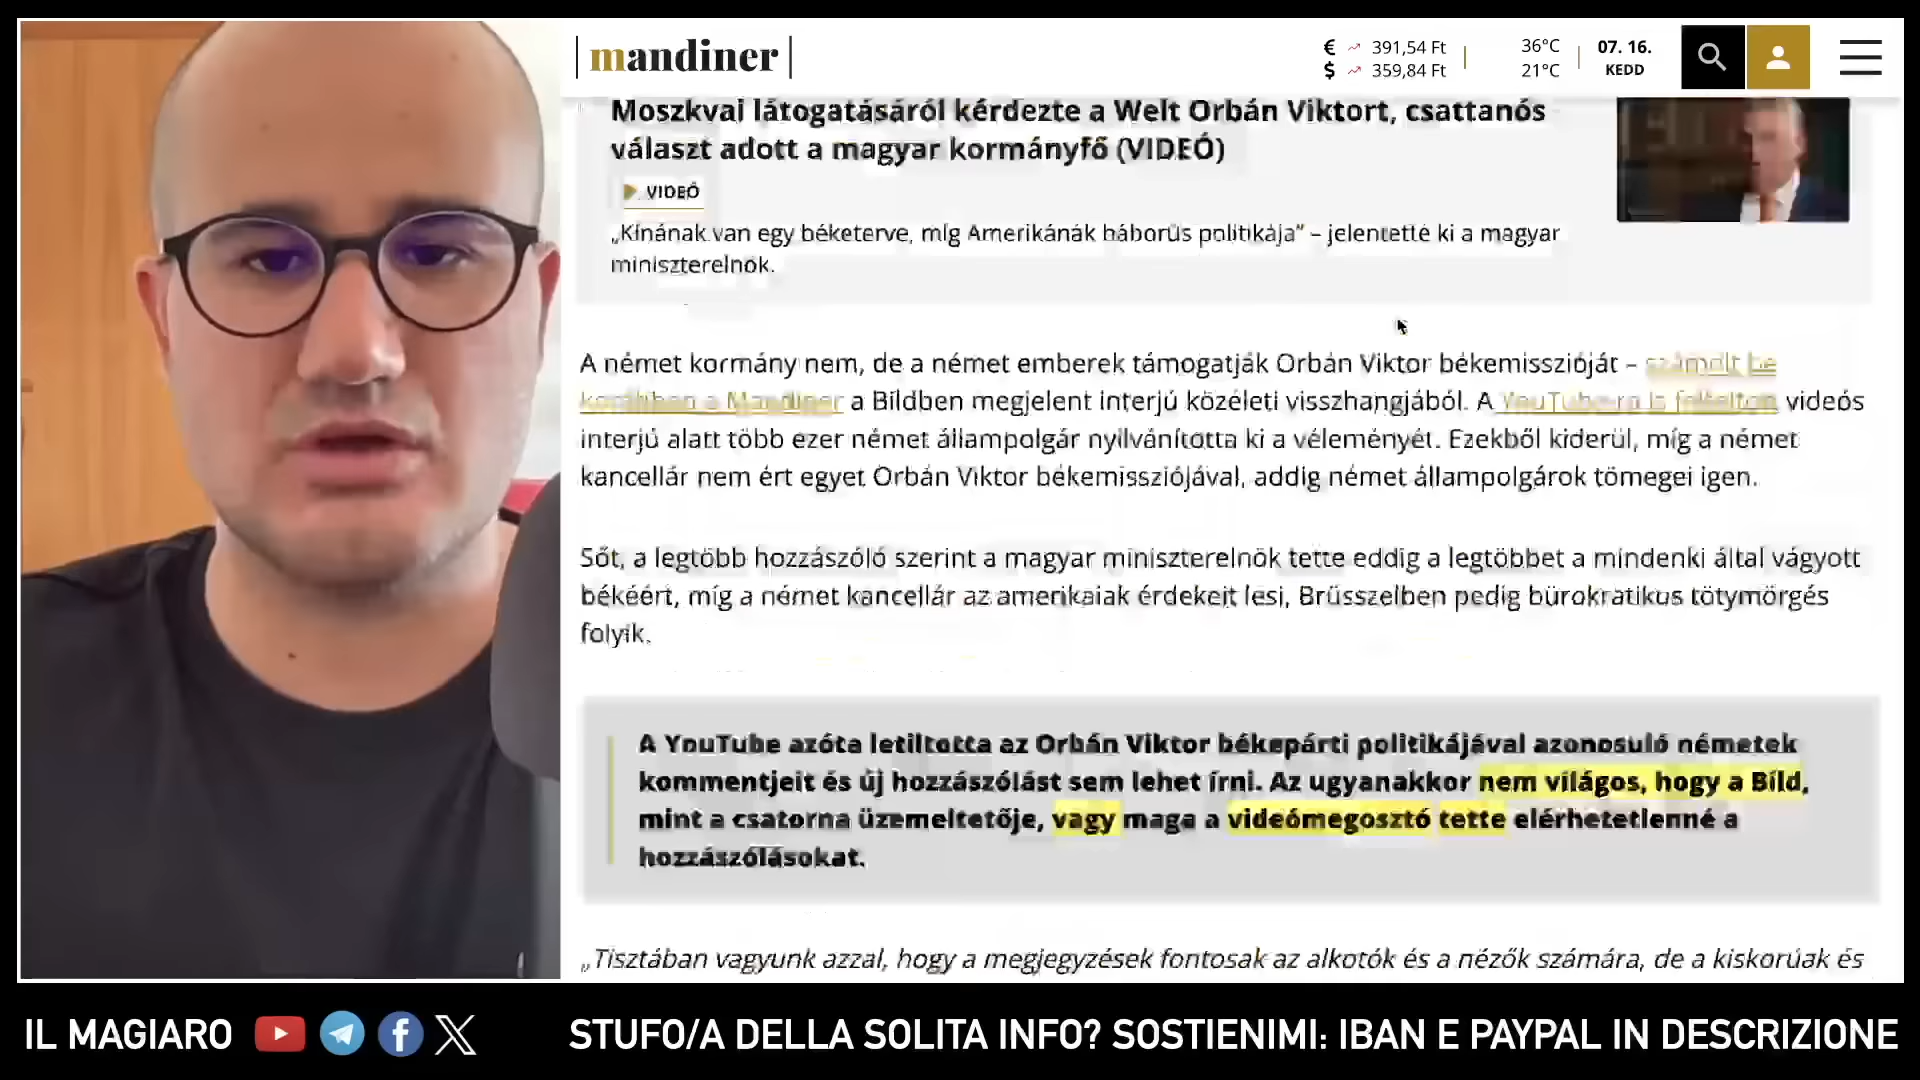 mandiner
€ 391,54 Ft
$ 359,84 Ft
36°C
21°C
07. 16.
KEDD
Moszkvai látogatásáról kérdezte a Welt Orbán Viktort, csattanós
választ adott a magyar kormányfő (VIDEÓ)
VIDEÓ
„Kínának van egy béketerve, míg Amerikának háborús politikája” – jelentette ki a magyar
miniszterelnök.
A német kormány nem, de a német emberek támogatják Orbán Viktor békemisszióját – számolt be
korábban a Mandiner a Bildben megjelent interjú közéleti visszhangjából. A YouTube-ra is feltöltött videós
interjú alatt több ezer német állampolgár nyilvánította ki a véleményét. Ezekből kiderül, míg a német
kancellár nem ért egyet Orbán Viktor békemissziójával, addig német állampolgárok tömegei igen.
Sőt, a legtöbb hozzászóló szerint a magyar miniszterelnök tette eddig a legtöbbet a mindenki által vágyott
békéért, míg a német kancellár az amerikaiak érdekeit lesi, Brüsszelben pedig bürokratikus tötymörgés
folyik.
A YouTube azóta letiltotta az Orbán Viktor békepárti politikájával azonosuló németek
kommentjeit és új hozzászólást sem lehet írni. Az ugyanakkor nem világos, hogy a Bild,
mint a csatorna üzemeltetője, vagy maga a videómegosztó tette elérhetetlenné a
hozzászólásokat.
„Tisztában vagyunk azzal, hogy a megjegyzések fontosak az alkotók és a nézők számára, de a kiskorúak és
IL MAGIARO
STUFO/A DELLA SOLITA INFO? SOSTIENIMI: IBAN E PAYPAL IN DESCRIZIONE